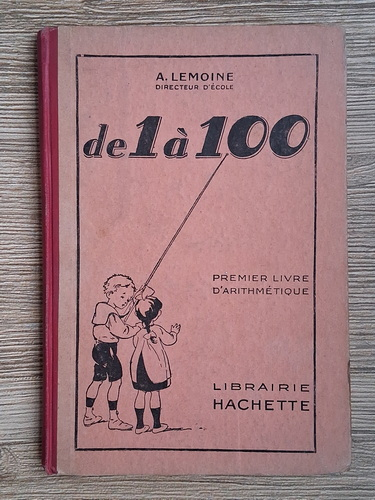 A. LEMOINE
DIRECTEUR D'ÉCOLE
de 1 à 100
PREMIER LIVRE
D'ARITHMÉTIQUE
LIBRAIRIE
HACHETTE